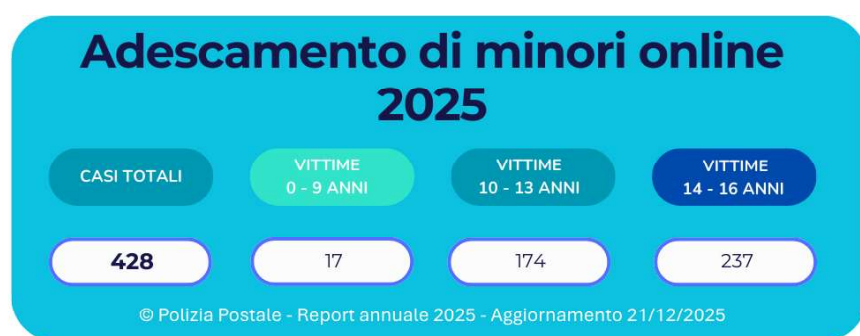 Adescamento di minori online
2025
CASI TOTALI
VITTIME
0 - 9 ANNI
VITTIME
10 - 13 ANNI
VITTIME
14 - 16 ANNI
428
17
174
237
© Polizia Postale - Report annuale 2025 - Aggiornamento 21/12/2025